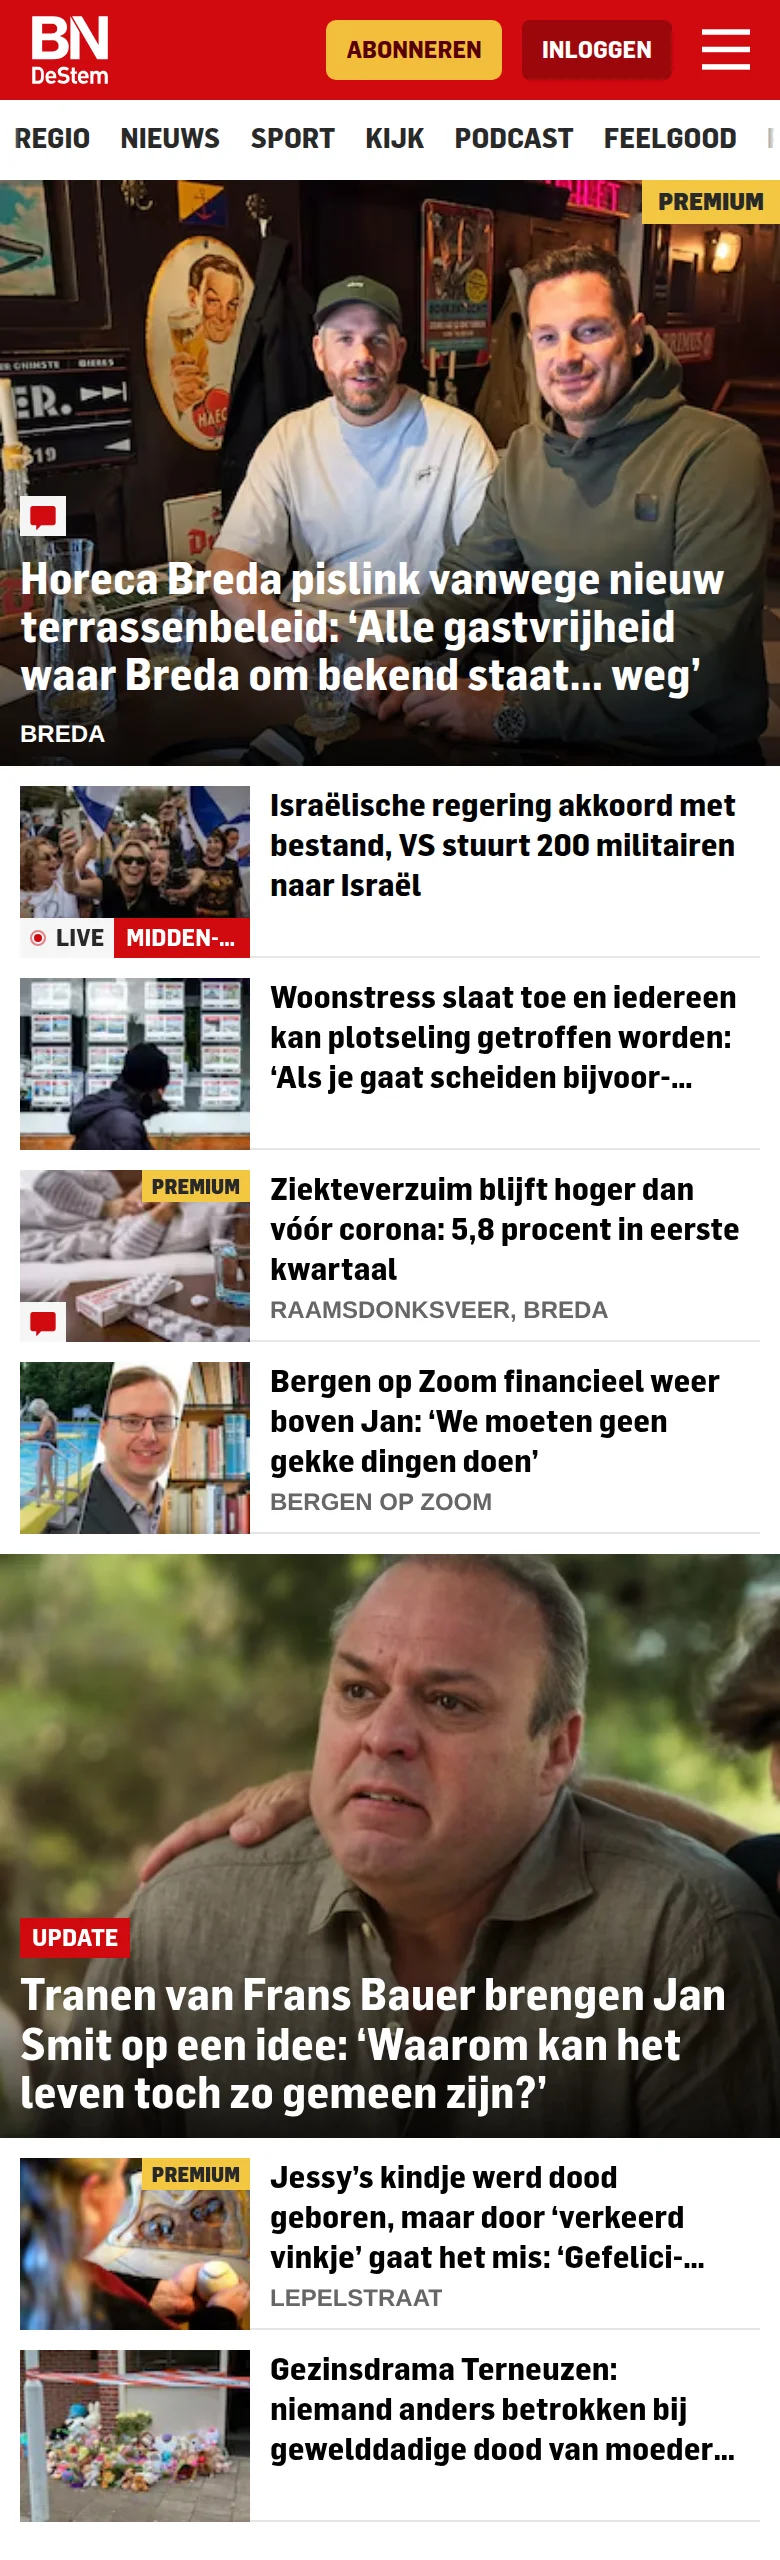 BN
DeStem
ABONNEREN
INLOGGEN
REGIO NIEUWS SPORT KIJK PODCAST FEELGOOD
PREMIUM
ER.
Horeca Breda pislink vanwege nieuw
terrassenbeleid: ‘Alle gastvrijheid
waar Breda om bekend staat... weg’
BREDA
Israëlische regering akkoord met
bestand, VS stuurt 200 militairen
naar Israël
LIVE MIDDEN-...
Woonstress slaat toe en iedereen
kan plotseling getroffen worden:
‘Als je gaat scheiden bijvoor-...
PREMIUM
Ziekteverzuim blijft hoger dan
vóór corona: 5,8 procent in eerste
kwartaal
RAAMSDONKSVEER, BREDA
Bergen op Zoom financieel weer
boven Jan: ‘We moeten geen
gekke dingen doen’
BERGEN OP ZOOM
UPDATE
Tranen van Frans Bauer brengen Jan
Smit op een idee: ‘Waarom kan het
leven toch zo gemeen zijn?’
PREMIUM
Jessy’s kindje werd dood
geboren, maar door ‘verkeerd
vinkje’ gaat het mis: ‘Gefelici-...
LEPELSTRAAT
Gezinsdrama Terneuzen:
niemand anders betrokken bij
gewelddadige dood van moeder...